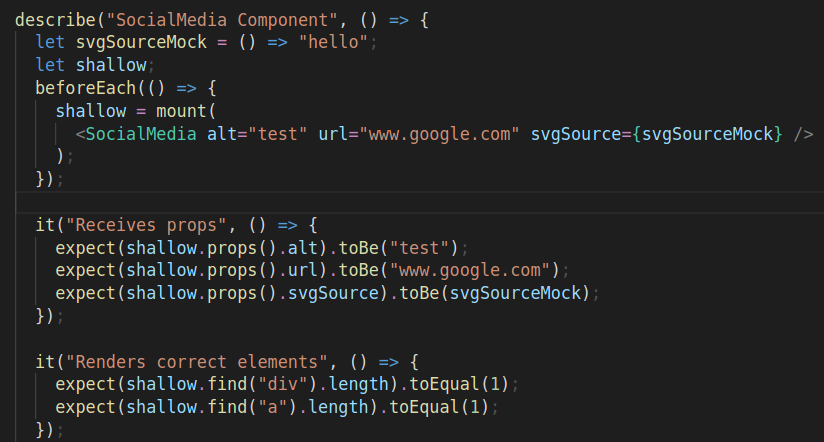 describe("SocialMedia Component", () => {
  let svgSourceMock = () => "hello";
  let shallow;
  beforeEach(() => {
    shallow = mount(
      <SocialMedia alt="test" url="www.google.com" svgSource={svgSourceMock} />
    );
  });

  it("Receives props", () => {
    expect(shallow.props().alt).toBe("test");
    expect(shallow.props().url).toBe("www.google.com");
    expect(shallow.props().svgSource).toBe(svgSourceMock);
  });

  it("Renders correct elements", () => {
    expect(shallow.find("div").length).toEqual(1);
    expect(shallow.find("a").length).toEqual(1);
  });